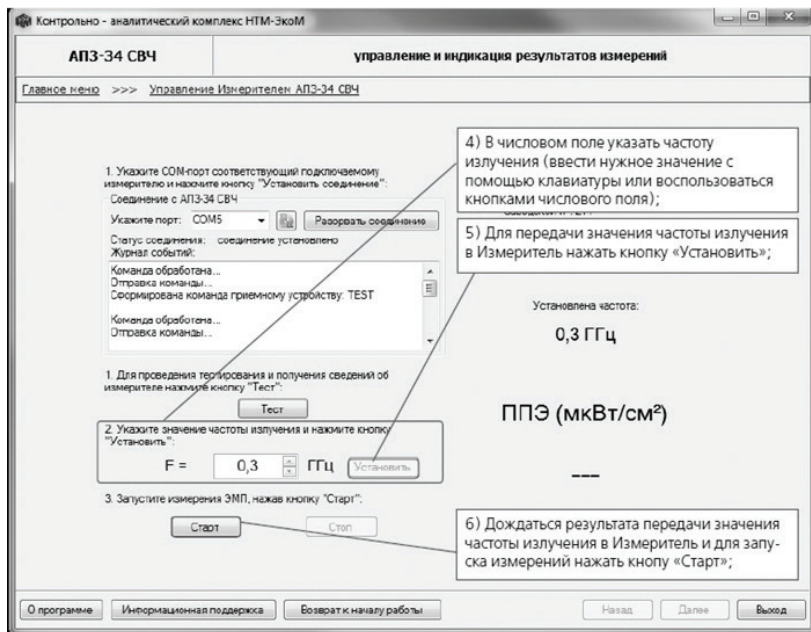 Контрольно - аналитический комплекс НТМ-ЭкоМ
АПЗ-34 СВЧ
управление и индикация результатов измерений
Главное меню >>> Управление Измерителем АПЗ-34 СВЧ
1. Укажите COM-порт соответствующий подключаемому
измерителю и нажмите кнопку "Установить соединение":
Соединение с АПЗ-34 СВЧ
Укажите порт: COM5 Разорвать соединение
Статус соединения: соединение установлено
Журнал событий:
Команда обработана...
Отправка команды...
Сформирована команда приемному устройству: TEST
Команда обработана...
Отправка команды...
1. Для проведения тестирования и получения сведений об
измерителе нажмите кнопку "Тест":
Тест
2. Укажите значение частоты излучения и нажмите кнопку
"Установить":
F = 0,3 ГГц Установить
3. Запустите измерения ЭМП, нажав кнопку "Старт":
Старт Стоп
4) В числовом поле указать частоту
излучения (ввести нужное значение с
помощью клавиатуры или воспользоваться
кнопками числового поля);
5) Для передачи значения частоты излучения
в Измеритель нажать кнопку «Установить»;
Установлена частота:
0,3 ГГц
ППЭ (мкВт/см²)
---
6) Дождаться результата передачи значения
частоты излучения в Измеритель и для запу-
ска измерений нажать кнопу «Старт»;
О программе Информационная поддержка Возврат к началу работы Назад Далее Выход